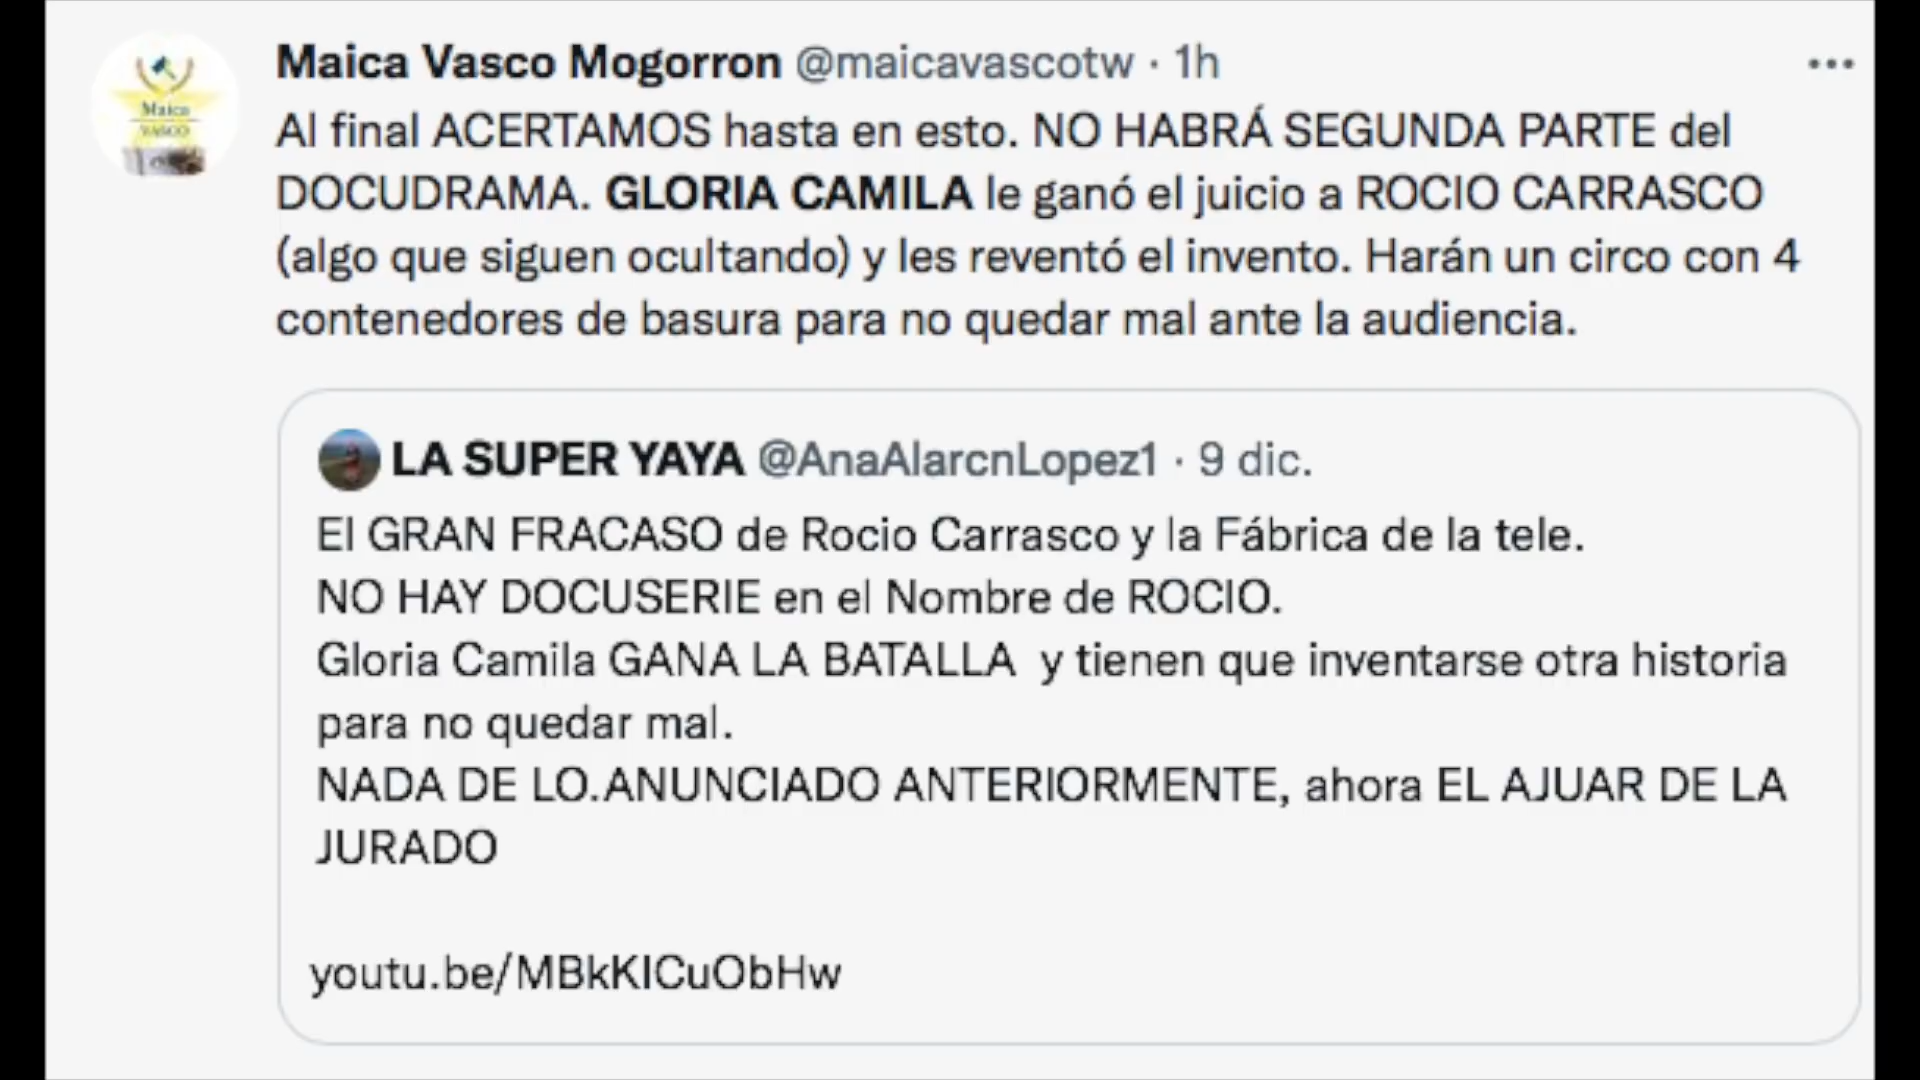 Maica Vasco Mogorron @maicavascotw · 1h
Al final ACERTAMOS hasta en esto. NO HABRÁ SEGUNDA PARTE del
DOCUDRAMA. GLORIA CAMILA le ganó el juicio a ROCIO CARRASCO
(algo que siguen ocultando) y les reventó el invento. Harán un circo con 4
contenedores de basura para no quedar mal ante la audiencia.
Maica
VASCO
LA SUPER YAYA @AnaAlarcnLopez1 · 9 dic.
El GRAN FRACASO de Rocio Carrasco y la Fábrica de la tele.
NO HAY DOCUSERIE en el Nombre de ROCIO.
Gloria Camila GANA LA BATALLA y tienen que inventarse otra historia
para no quedar mal.
NADA DE LO.ANUNCIADO ANTERIORMENTE, ahora EL AJUAR DE LA
JURADO
youtu.be/MBkKICuObHw